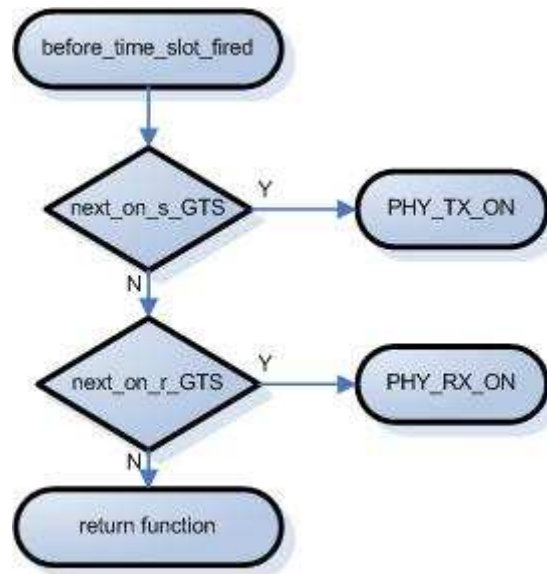 before_time_slot_fired
next_on_s_GTS
Y
PHY_TX_ON
N
next_on_r_GTS
Y
PHY_RX_ON
N
return function